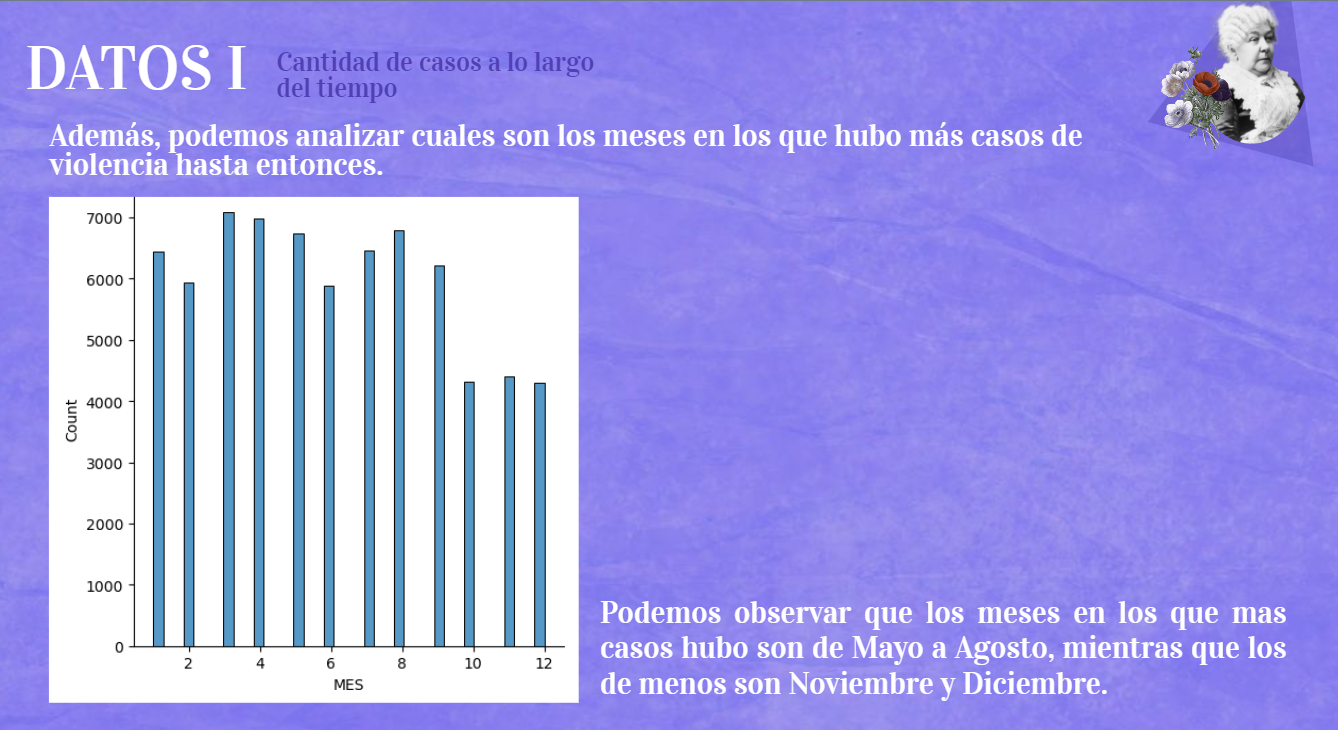 DATOS I
Cantidad de casos a lo largo
del tiempo
Además, podemos analizar cuales son los meses en los que hubo más casos de
violencia hasta entonces.
7000
6000
5000
4000
3000
2000
1000
0
Count
2 4 6 8 10 12
MES
Podemos observar que los meses en los que mas
casos hubo son de Mayo a Agosto, mientras que los
de menos son Noviembre y Diciembre.